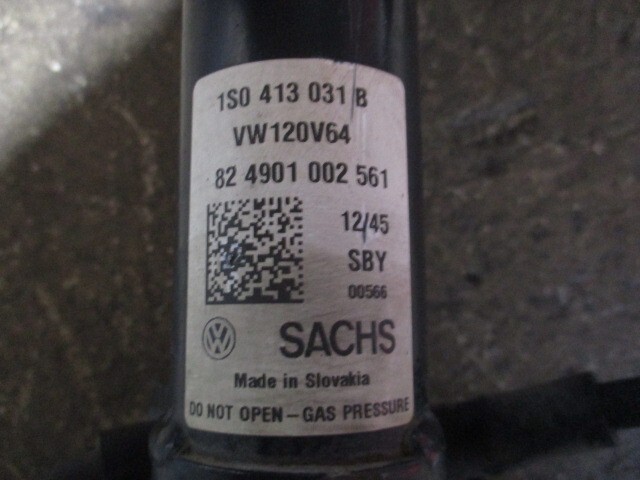 1S0 413 031 B
VW120V64
82 4901 002 561
12/45
SBY
00566
SACHS
Made in Slovakia
DO NOT OPEN – GAS PRESSURE